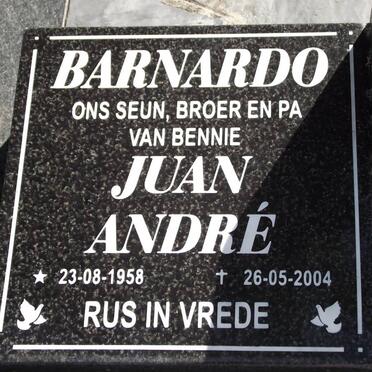 BARNARDO
ONS SEUN, BROER EN PA
VAN BENNIE
JUAN
ANDRÉ
★ 23-08-1958 ✝ 26-05-2004
RUS IN VREDE